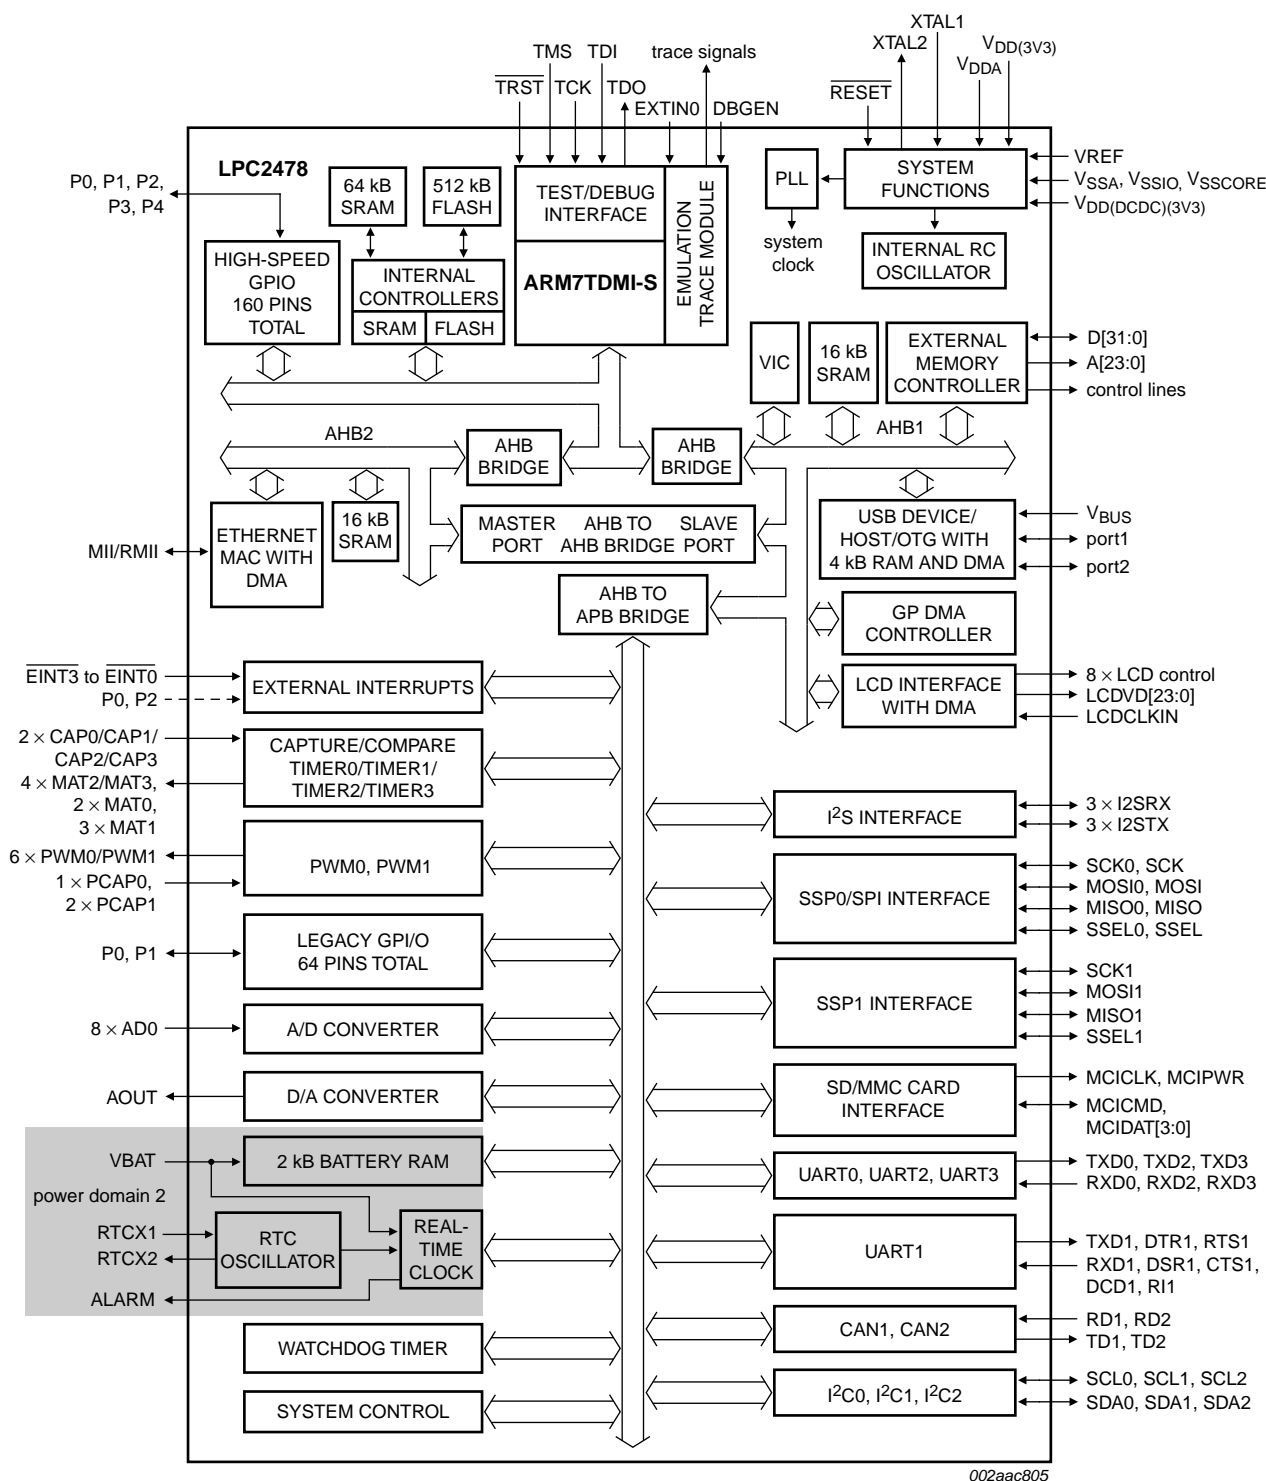 XTAL1
XTAL2
VDD(3V3)
VDDA
RESET
TMS TDI trace signals
TRST TCK TDO
EXTIN0 DBGEN
LPC2478
P0, P1, P2,
P3, P4
64 kB
SRAM
512 kB
FLASH
TEST/DEBUG
INTERFACE
EMULATION
TRACE MODULE
ARM7TDMI-S
PLL
SYSTEM
FUNCTIONS
VREF
VSSA, VSSIO, VSSCORE
VDD(DCDC)(3V3)
system
clock
INTERNAL RC
OSCILLATOR
HIGH-SPEED
GPIO
160 PINS
TOTAL
INTERNAL
CONTROLLERS
SRAM FLASH
VIC
16 kB
SRAM
EXTERNAL
MEMORY
CONTROLLER
D[31:0]
A[23:0]
control lines
AHB2
AHB
BRIDGE
AHB
BRIDGE
AHB1
ETHERNET
MAC WITH
DMA
16 kB
SRAM
MII/RMII
MASTER AHB TO SLAVE
PORT AHB BRIDGE PORT
USB DEVICE/
HOST/OTG WITH
4 kB RAM AND DMA
VBUS
port1
port2
AHB TO
APB BRIDGE
GP DMA
CONTROLLER
LCD INTERFACE
WITH DMA
8 × LCD control
LCDVD[23:0]
LCDCLKIN
EINT3 to EINT0
P0, P2
EXTERNAL INTERRUPTS
2 × CAP0/CAP1/
CAP2/CAP3
4 × MAT2/MAT3,
2 × MAT0,
3 × MAT1
CAPTURE/COMPARE
TIMER0/TIMER1/
TIMER2/TIMER3
6 × PWM0/PWM1
1 × PCAP0,
2 × PCAP1
PWM0, PWM1
P0, P1
LEGACY GPI/O
64 PINS TOTAL
8 × AD0
A/D CONVERTER
AOUT
D/A CONVERTER
VBAT
2 kB BATTERY RAM
power domain 2
RTCX1
RTCX2
RTC
OSCILLATOR
REAL-
TIME
CLOCK
ALARM
WATCHDOG TIMER
SYSTEM CONTROL
I2S INTERFACE
3 × I2SRX
3 × I2STX
SSP0/SPI INTERFACE
SCK0, SCK
MOSI0, MOSI
MISO0, MISO
SSEL0, SSEL
SSP1 INTERFACE
SCK1
MOSI1
MISO1
SSEL1
SD/MMC CARD
INTERFACE
MCICLK, MCIPWR
MCICMD,
MCIDAT[3:0]
UART0, UART2, UART3
TXD0, TXD2, TXD3
RXD0, RXD2, RXD3
UART1
TXD1, DTR1, RTS1
RXD1, DSR1, CTS1,
DCD1, RI1
CAN1, CAN2
RD1, RD2
TD1, TD2
I2C0, I2C1, I2C2
SCL0, SCL1, SCL2
SDA0, SDA1, SDA2
002aac805